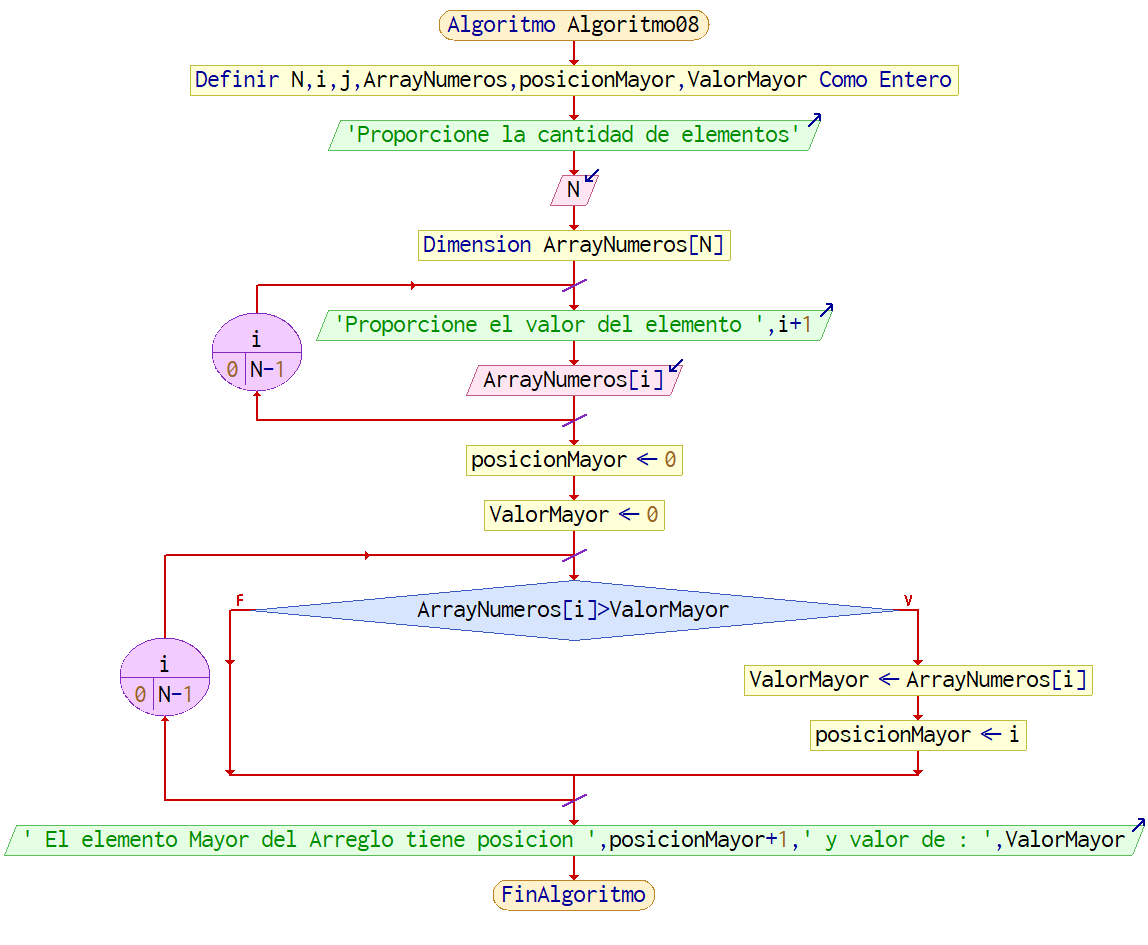 Algoritmo Algoritmo08
Definir N,i,j,ArrayNumeros,posicionMayor,ValorMayor Como Entero
'Proporcione la cantidad de elementos'
N
Dimension ArrayNumeros[N]
'Proporcione el valor del elemento ',i+1
i
0 N-1
ArrayNumeros[i]
posicionMayor ← 0
ValorMayor ← 0
ArrayNumeros[i]>ValorMayor
F
V
i
0 N-1
ValorMayor ← ArrayNumeros[i]
posicionMayor ← i
' El elemento Mayor del Arreglo tiene posicion ',posicionMayor+1,' y valor de : ',ValorMayor
FinAlgoritmo